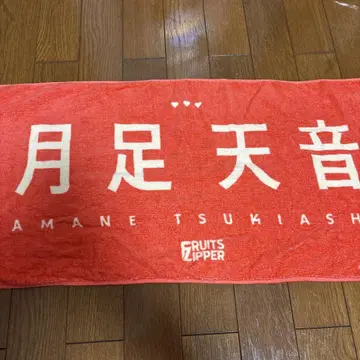 月足天音
AMANE TSUKIASH
FRUITS
ZIPPER